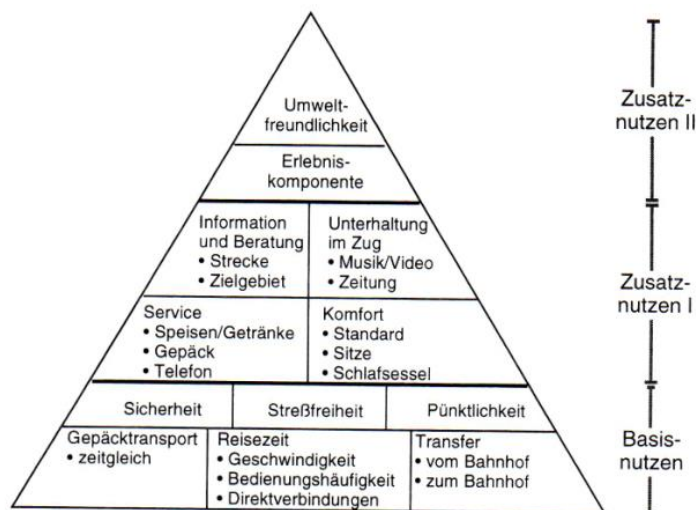 Umwelt-
freundlichkeit
Erlebnis-
komponente
Information
und Beratung
• Strecke
• Zielgebiet
Unterhaltung
im Zug
• Musik/Video
• Zeitung
Service
• Speisen/Getränke
• Gepäck
• Telefon
Komfort
• Standard
• Sitze
• Schlafsessel
Sicherheit
Streßfreiheit
Pünktlichkeit
Gepäcktransport
• zeitgleich
Reisezeit
• Geschwindigkeit
• Bedienungshäufigkeit
• Direktverbindungen
Transfer
• vom Bahnhof
• zum Bahnhof
Zusatz-
nutzen II
Zusatz-
nutzen I
Basis-
nutzen